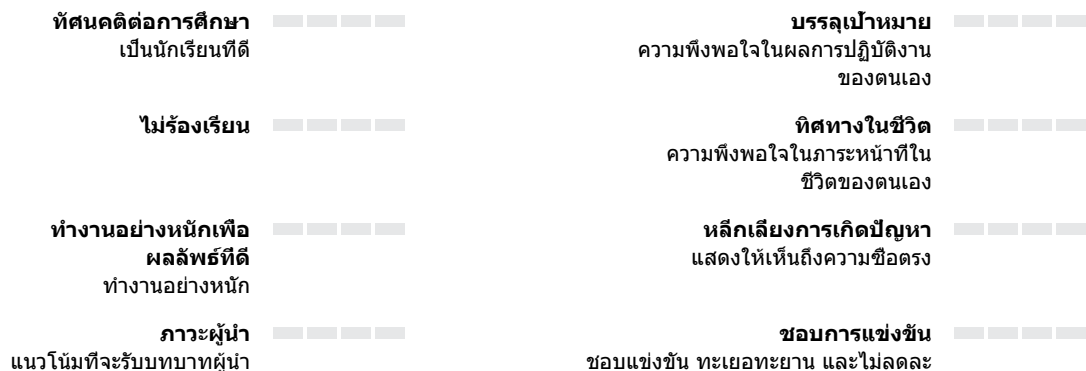 ทัศนคติต่อการศึกษา
เป็นนักเรียนที่ดี
ไม่ร้องเรียน
ทำงานอย่างหนักเพื่อ
ผลลัพธ์ที่ดี
ทำงานอย่างหนัก
ภาวะผู้นำ
แนวโน้มที่จะรับบทบาทผู้นำ
บรรลุเป้าหมาย
ความพึงพอใจในผลการปฏิบัติงาน
ของตนเอง
ทิศทางในชีวิต
ความพึงพอใจในภาระหน้าที่ใน
ชีวิตของตนเอง
หลีกเลี่ยงการเกิดปัญหา
แสดงให้เห็นถึงความซื่อตรง
ชอบการแข่งขัน
ชอบแข่งขัน ทะเยอทะยาน และไม่ลดละ